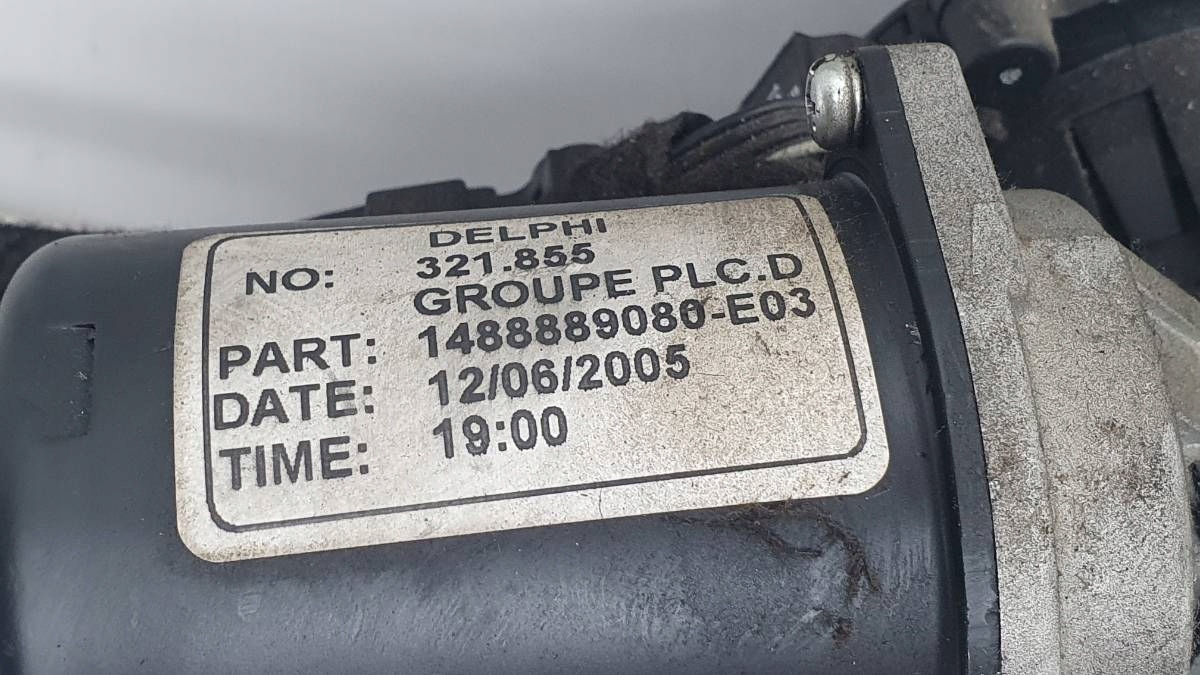 DELPHI
NO: 321.855
GROUPE PLC.D
PART: 1488889080-E03
DATE: 12/06/2005
TIME: 19:00